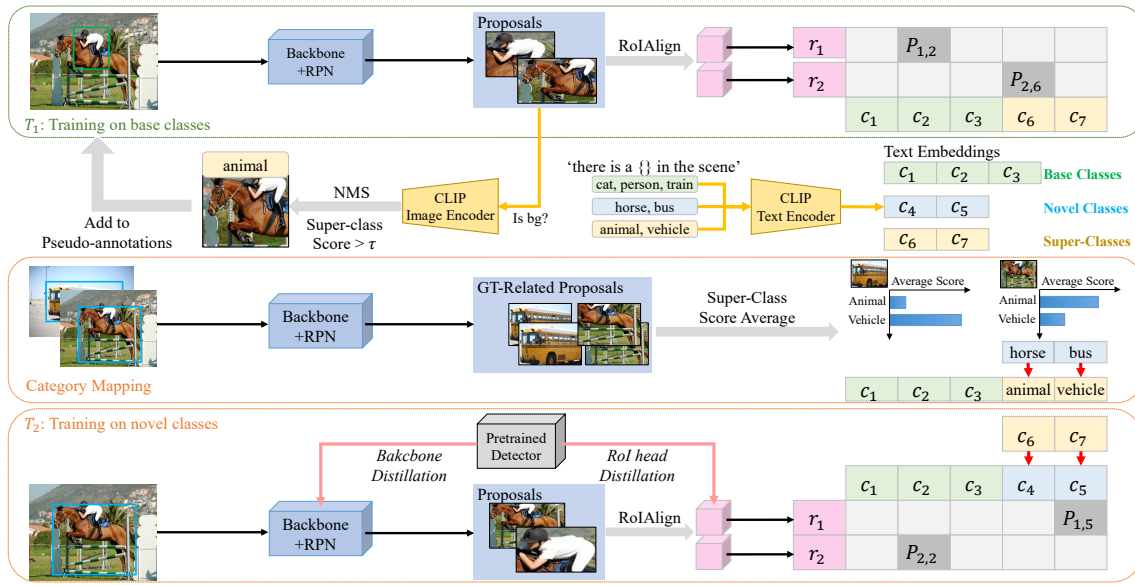 Proposals
Backbone
+RPN
RoIAlign
r1
P1,2
r2
P2,6
c1 c2 c3 c6 c7
T1: Training on base classes
animal
NMS
Super-class
Score > τ
Add to
Pseudo-annotations
CLIP
Image Encoder
Is bg?
'there is a {} in the scene'
cat, person, train
horse, bus
animal, vehicle
CLIP
Text Encoder
Text Embeddings
c1 c2 c3 Base Classes
c4 c5 Novel Classes
c6 c7 Super-Classes
Backbone
+RPN
GT-Related Proposals
Super-Class
Score Average
Average Score
Animal
Vehicle
Average Score
Animal
Vehicle
horse bus
c1 c2 c3 animal vehicle
Category Mapping
T2: Training on novel classes
Pretrained
Detector
Bakcbone
Distillation
RoI head
Distillation
c6 c7
c1 c2 c3 c4 c5
Backbone
+RPN
Proposals
RoIAlign
r1
P1,5
r2
P2,2